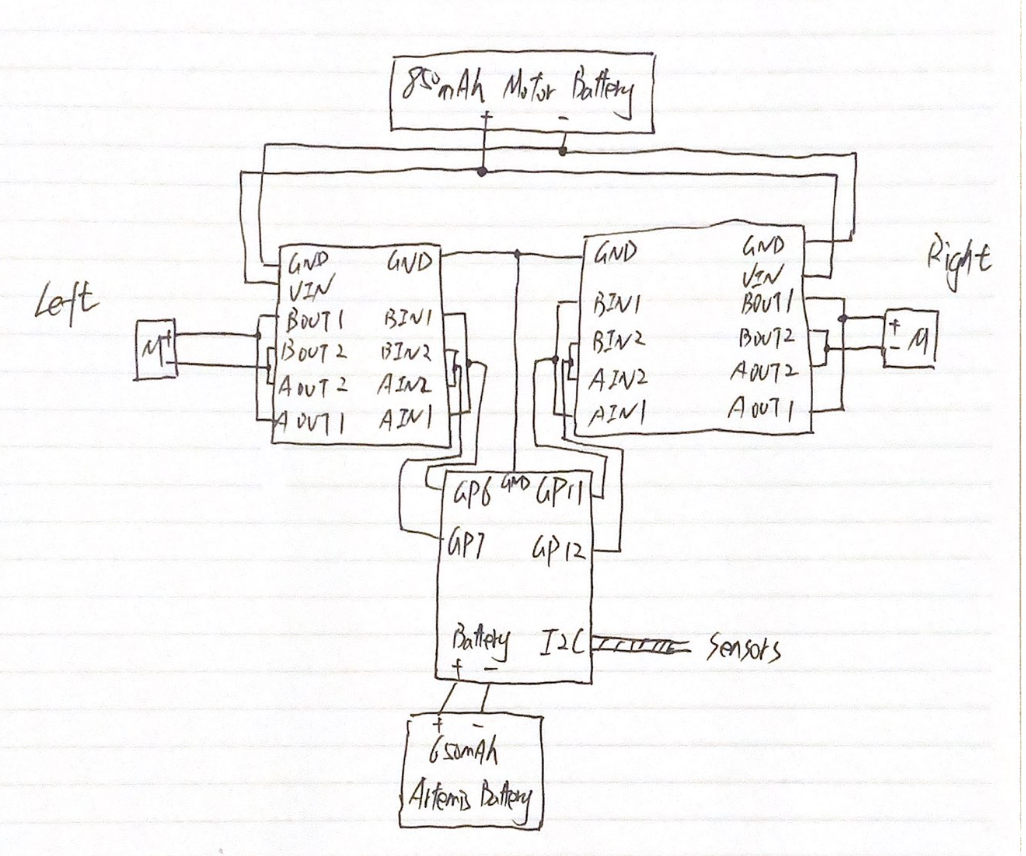 850mAh Motor Battery
+ -
Left
Right
GND GND
VIN
BOUT1 BIN1
BOUT2 BIN2
AOUT2 AIN2
AOUT1 AIN1
M + -
GND GND
VIN
BIN1 BOUT1
BIN2 BOUT2
AIN2 AOUT2
AIN1 AOUT1
+ - M
GP6 GND GP11
GP7 GP12
Battery I2C
+ -
Sensors
+ -
650mAh
Artemis Battery